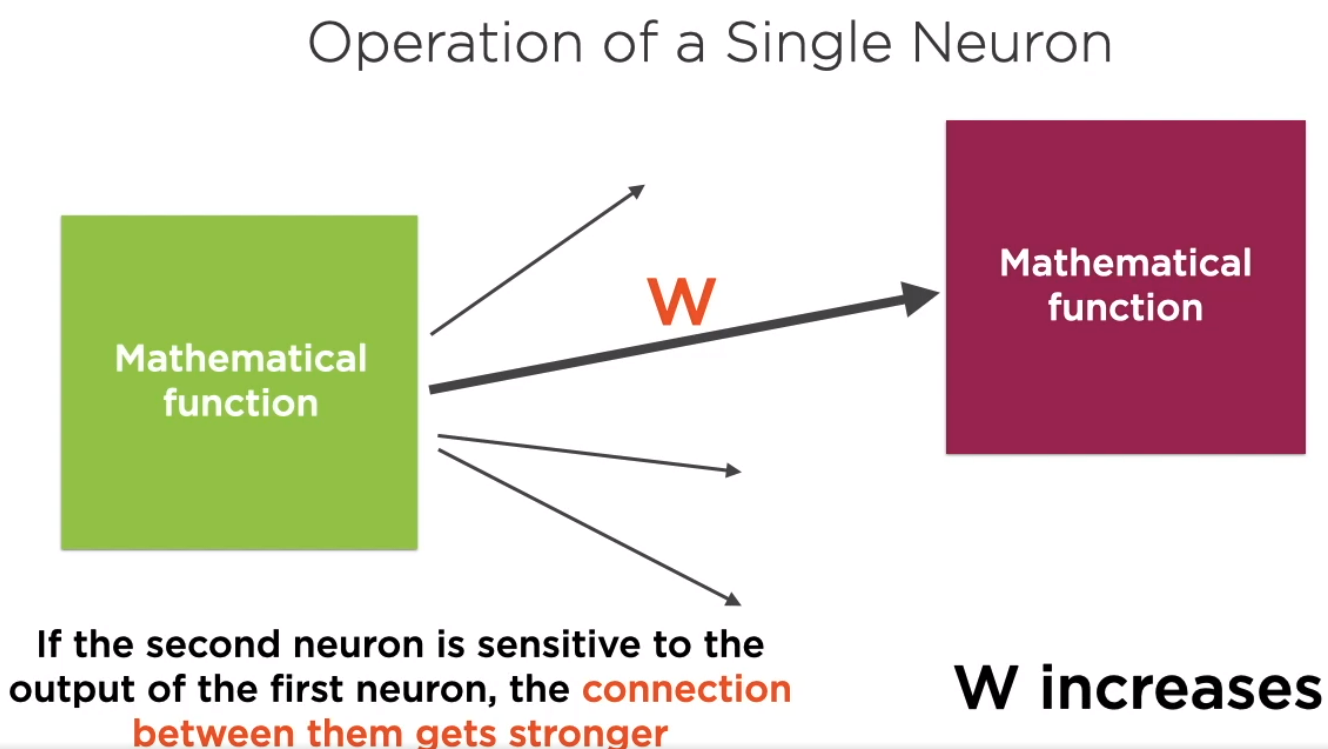 Operation of a Single Neuron
Mathematical
function
W
Mathematical
function
If the second neuron is sensitive to the
output of the first neuron, the connection
between them gets stronger
W increases